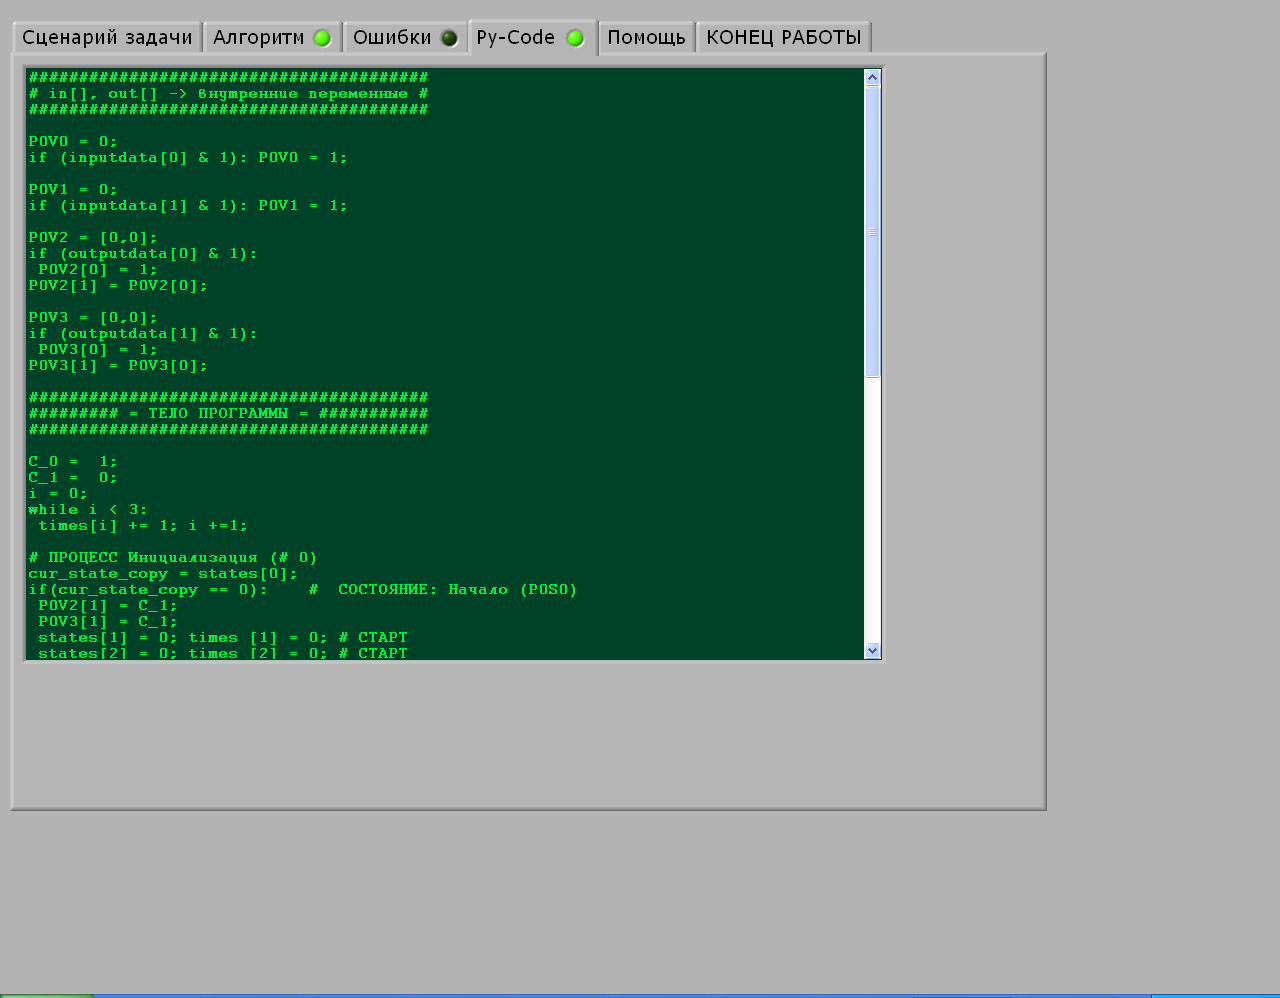 Сценарий задачи Алгоритм Ошибки Py-Code Помощь КОНЕЦ РАБОТЫ
########################################
# in[], out[] -> внутренние переменные #
########################################
POV0 = 0;
if (inputdata[0] & 1): POV0 = 1;
POV1 = 0;
if (inputdata[1] & 1): POV1 = 1;
POV2 = [0,0];
if (outputdata[0] & 1):
 POV2[0] = 1;
POV2[1] = POV2[0];
POV3 = [0,0];
if (outputdata[1] & 1):
 POV3[0] = 1;
POV3[1] = POV3[0];
########################################
######### = ТЕЛО ПРОГРАММЫ = ###########
########################################
C_0 =  1;
C_1 =  0;
i = 0;
while i < 3:
 times[i] += 1; i +=1;
# ПРОЦЕСС Инициализация (# 0)
cur_state_copy = states[0];
if(cur_state_copy == 0):    #  СОСТОЯНИЕ: Начало (POS0)
 POV2[1] = C_1;
 POV3[1] = C_1;
 states[1] = 0; times [1] = 0; # СТАРТ
 states[2] = 0; times [2] = 0; # СТАРТ